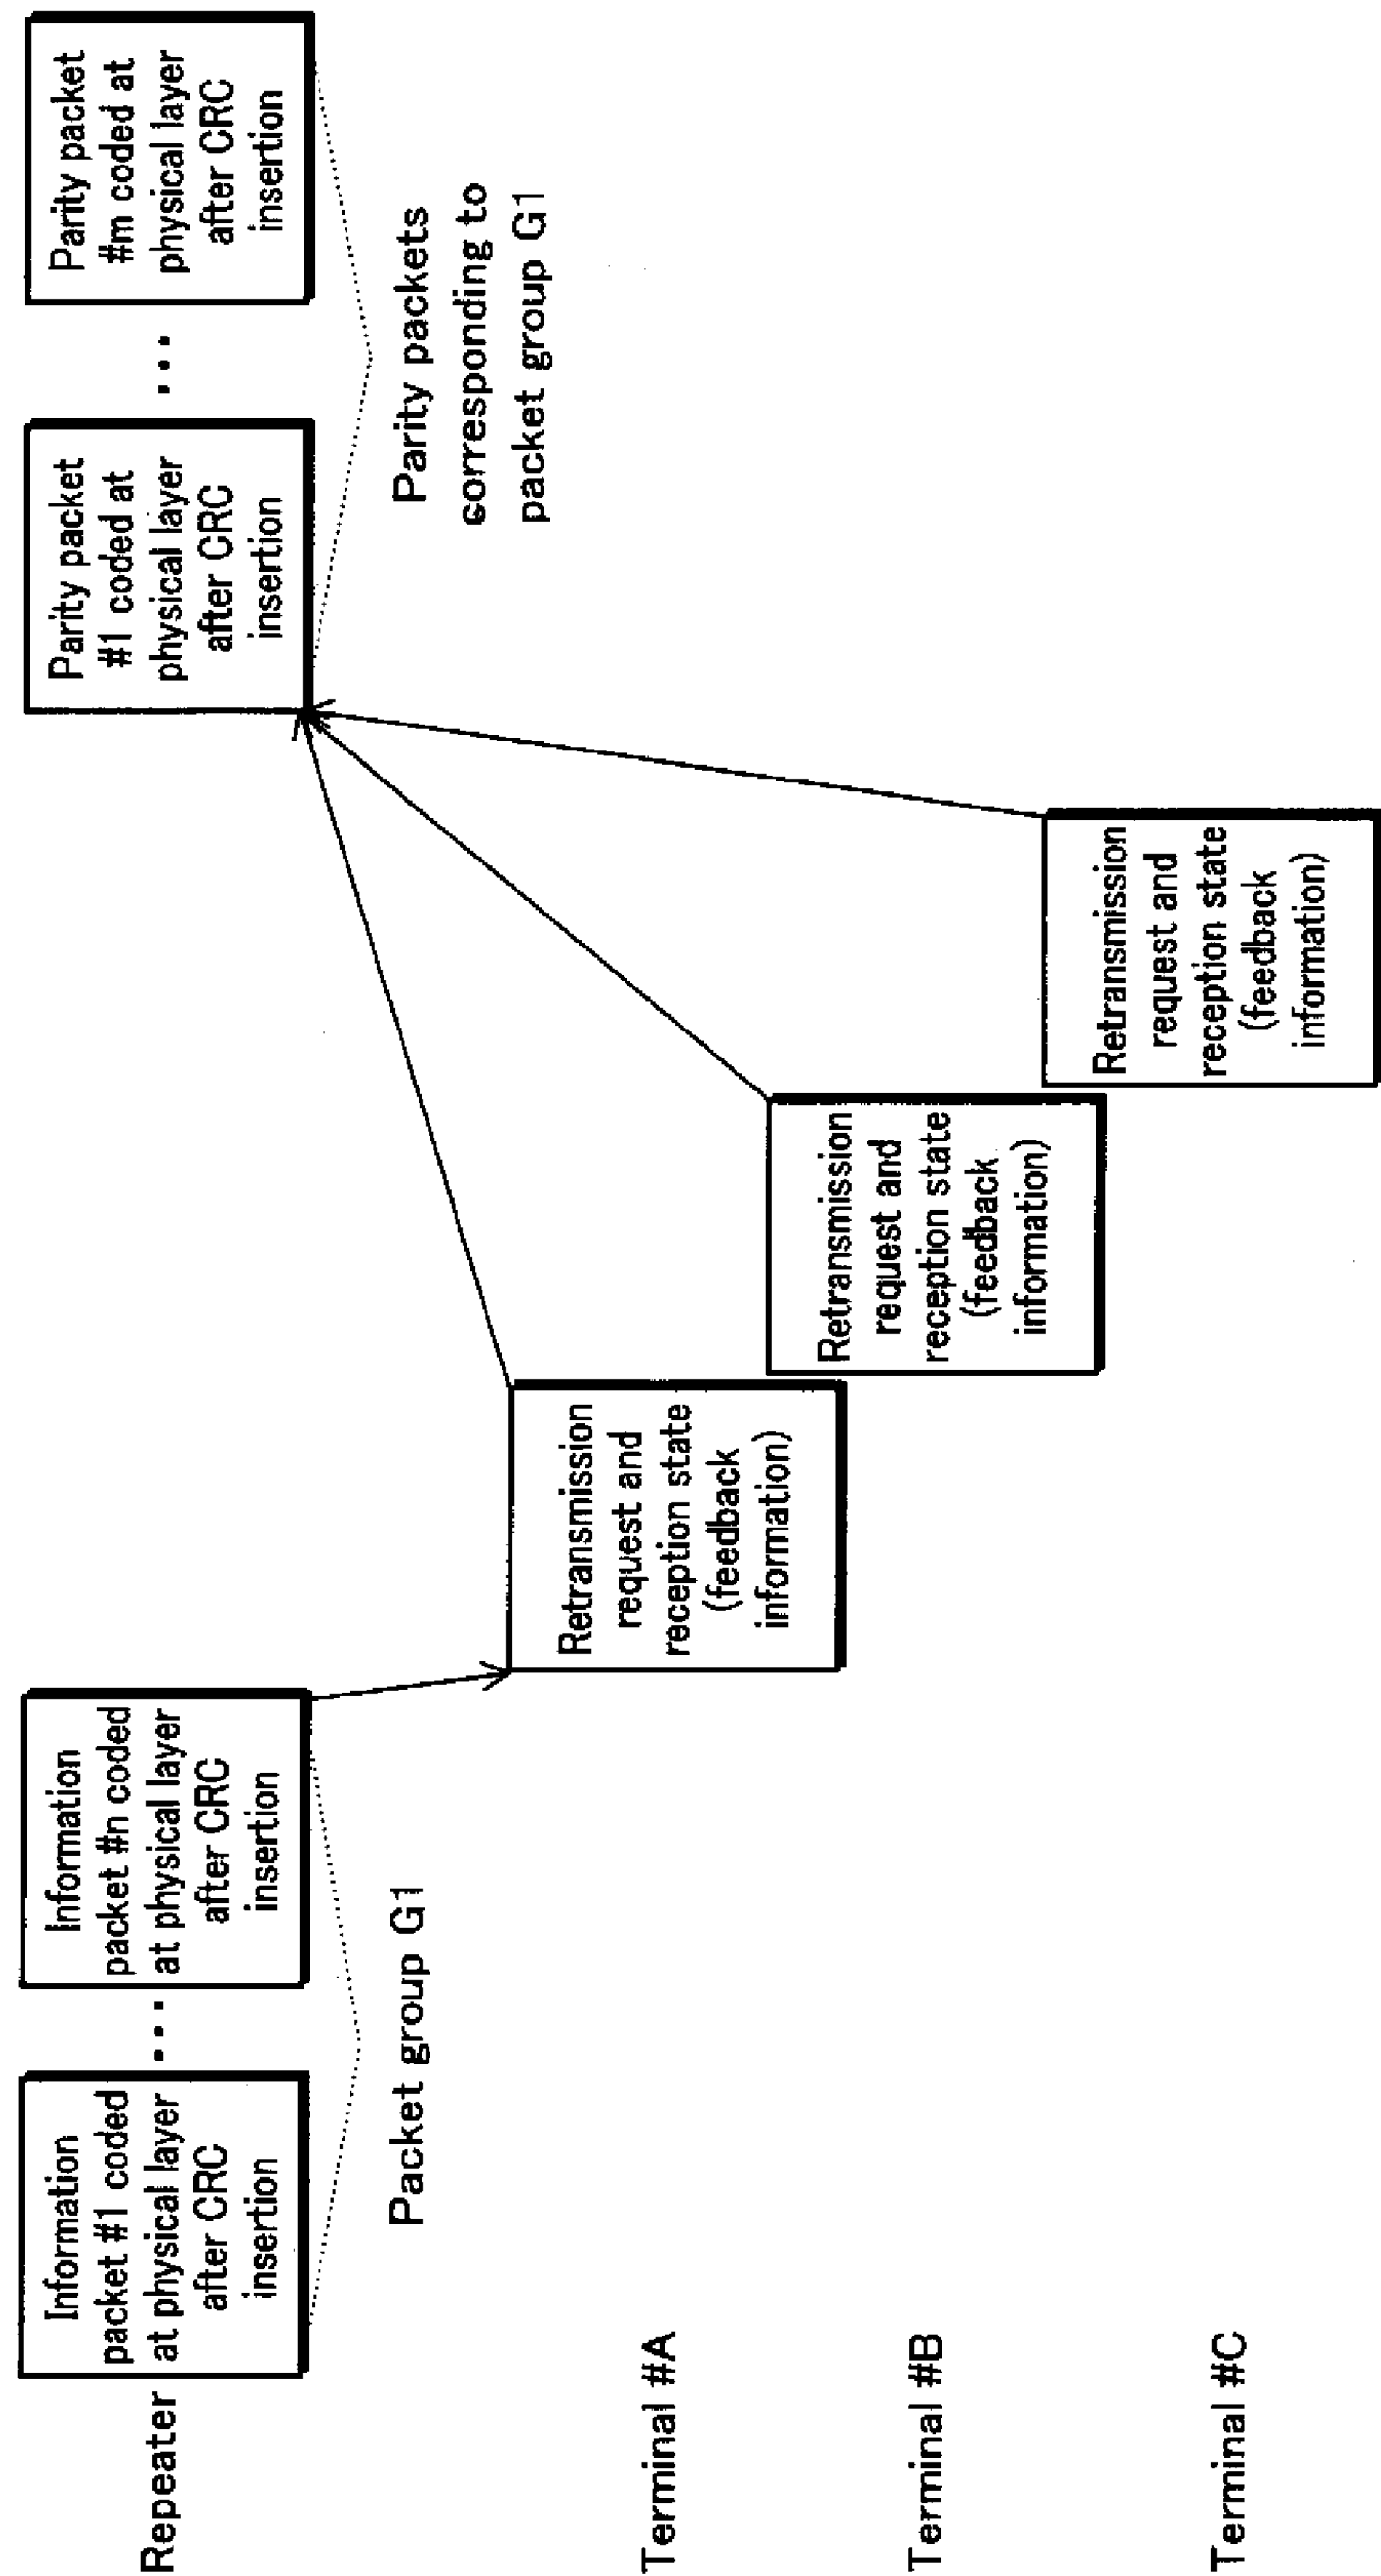 Repeater
Information
packet #1 coded
at physical layer
after CRC
insertion
...
Information
packet #n coded
at physical layer
after CRC
insertion
Parity packet
#1 coded at
physical layer
after CRC
insertion
...
Parity packet
#m coded at
physical layer
after CRC
insertion
Packet group G1
Parity packets
corresponding to
packet group G1
Terminal #A
Retransmission
request and
reception state
(feedback
information)
Terminal #B
Retransmission
request and
reception state
(feedback
information)
Terminal #C
Retransmission
request and
reception state
(feedback
information)